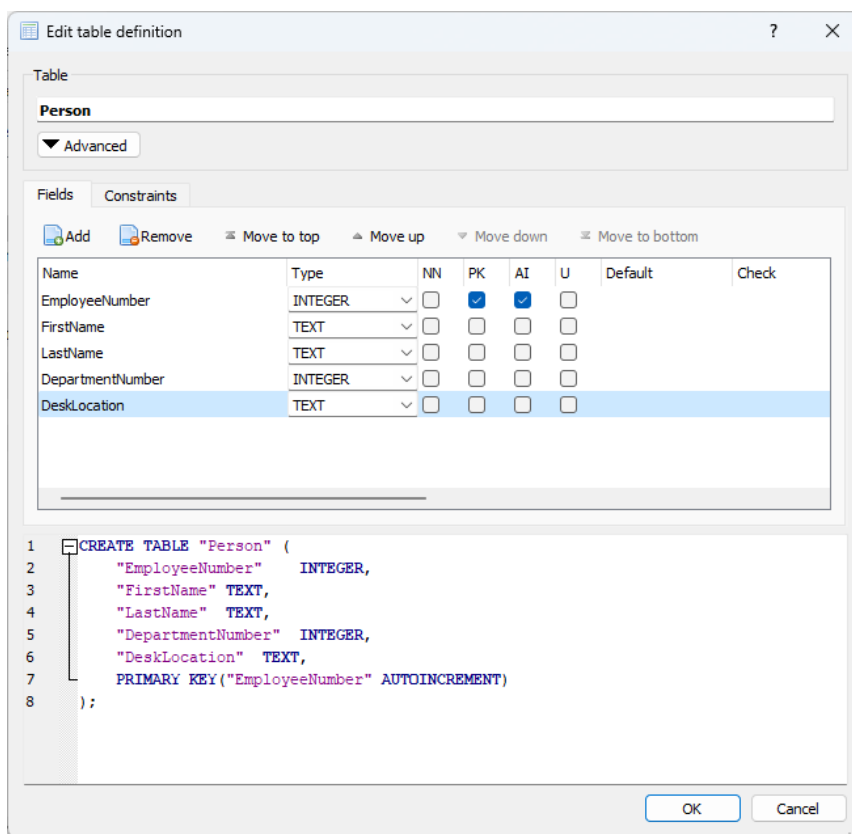 Edit table definition ?
Table
Person
Advanced
Fields Constraints
Add Remove Move to top Move up Move down Move to bottom
Name Type NN PK AI U Default Check
EmployeeNumber INTEGER
FirstName TEXT
LastName TEXT
DepartmentNumber INTEGER
DeskLocation TEXT
1 CREATE TABLE "Person" (
2 "EmployeeNumber" INTEGER,
3 "FirstName" TEXT,
4 "LastName" TEXT,
5 "DepartmentNumber" INTEGER,
6 "DeskLocation" TEXT,
7 PRIMARY KEY("EmployeeNumber" AUTOINCREMENT)
8 );
OK Cancel